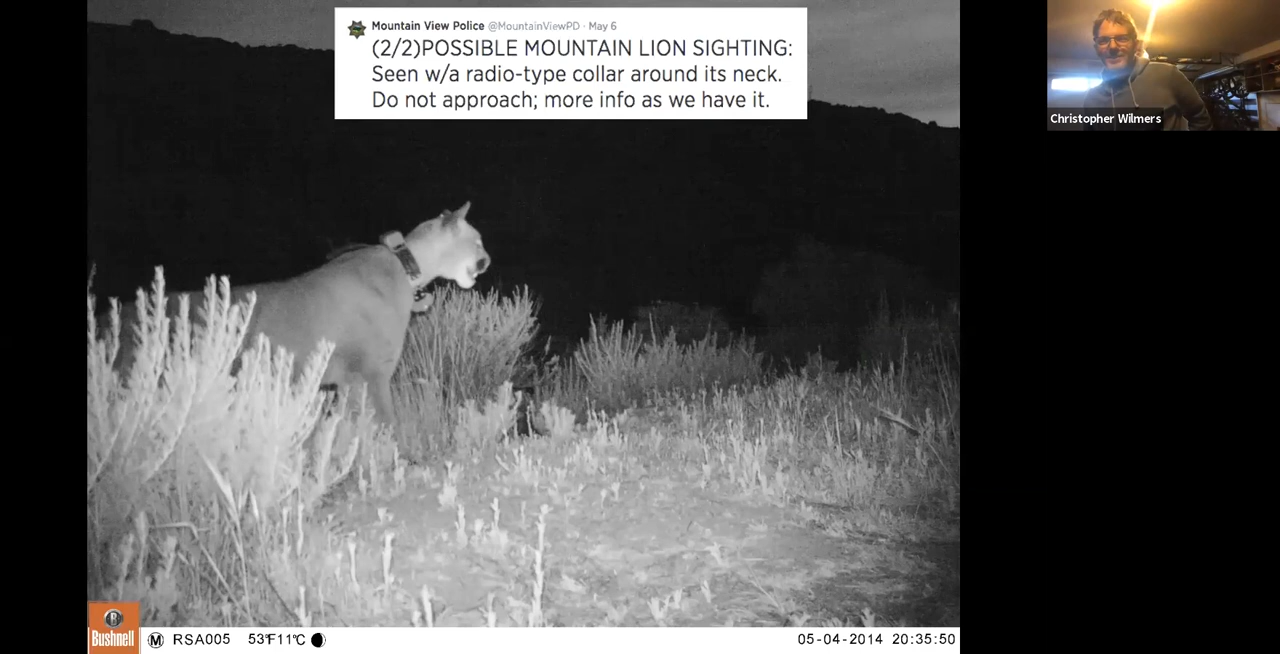 Mountain View Police @MountainViewPD · May 6
(2/2)POSSIBLE MOUNTAIN LION SIGHTING:
Seen w/a radio-type collar around its neck.
Do not approach; more info as we have it.
Christopher Wilmers
Bushnell M RSA005 53°F11°C 05-04-2014 20:35:50